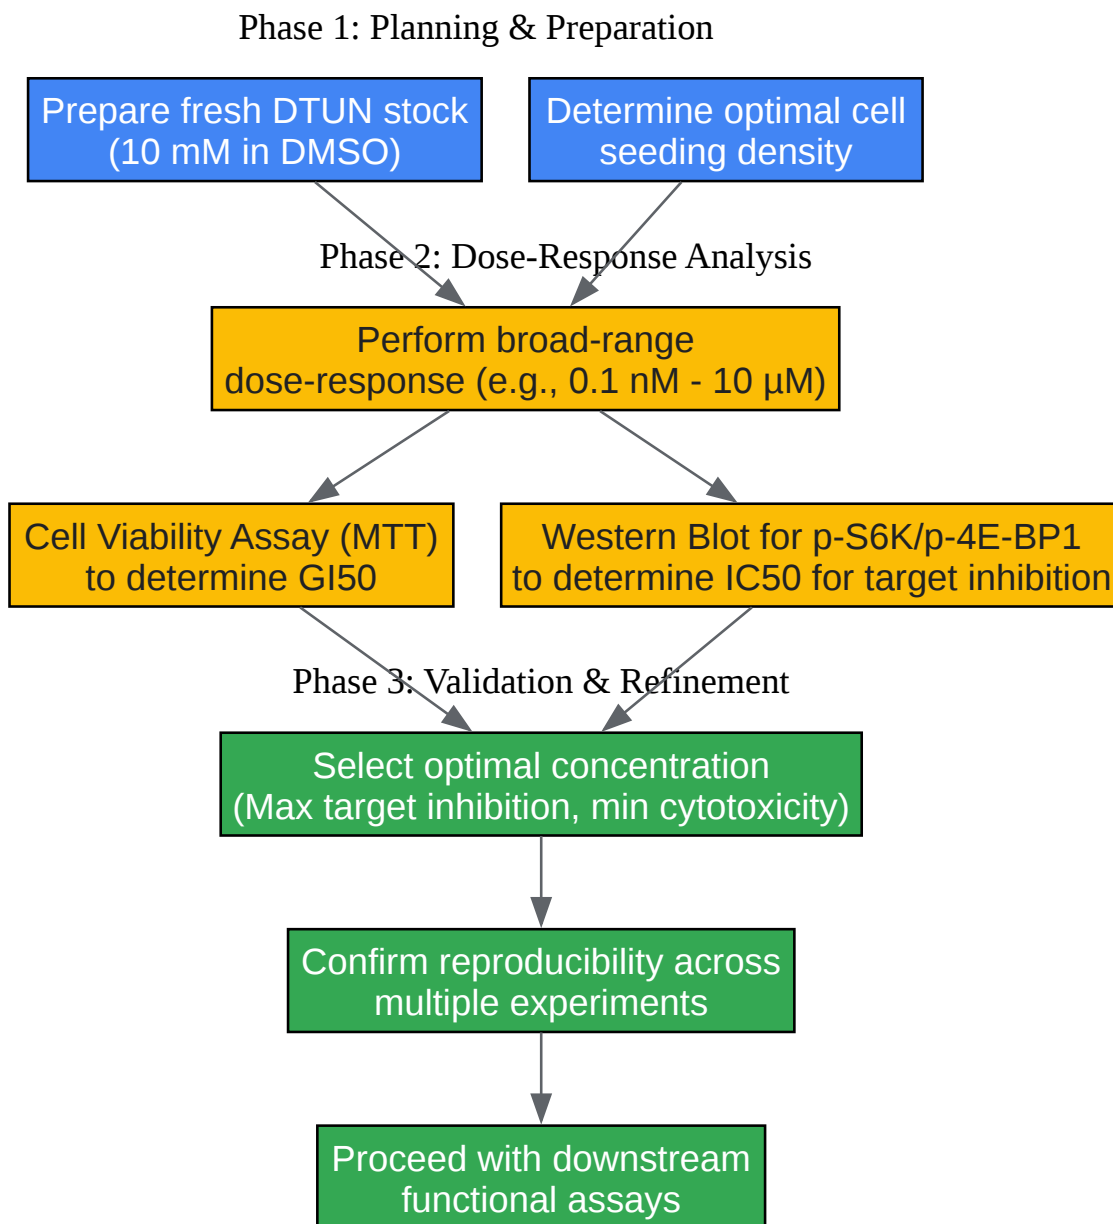 Phase 1: Planning & Preparation
Prepare fresh DTUN stock
(10 mM in DMSO)
Determine optimal cell
seeding density
Phase 2: Dose-Response Analysis
Perform broad-range
dose-response (e.g., 0.1 nM - 10 µM)
Cell Viability Assay (MTT)
to determine GI50
Western Blot for p-S6K/p-4E-BP1
to determine IC50 for target inhibition
Phase 3: Validation & Refinement
Select optimal concentration
(Max target inhibition, min cytotoxicity)
Confirm reproducibility across
multiple experiments
Proceed with downstream
functional assays